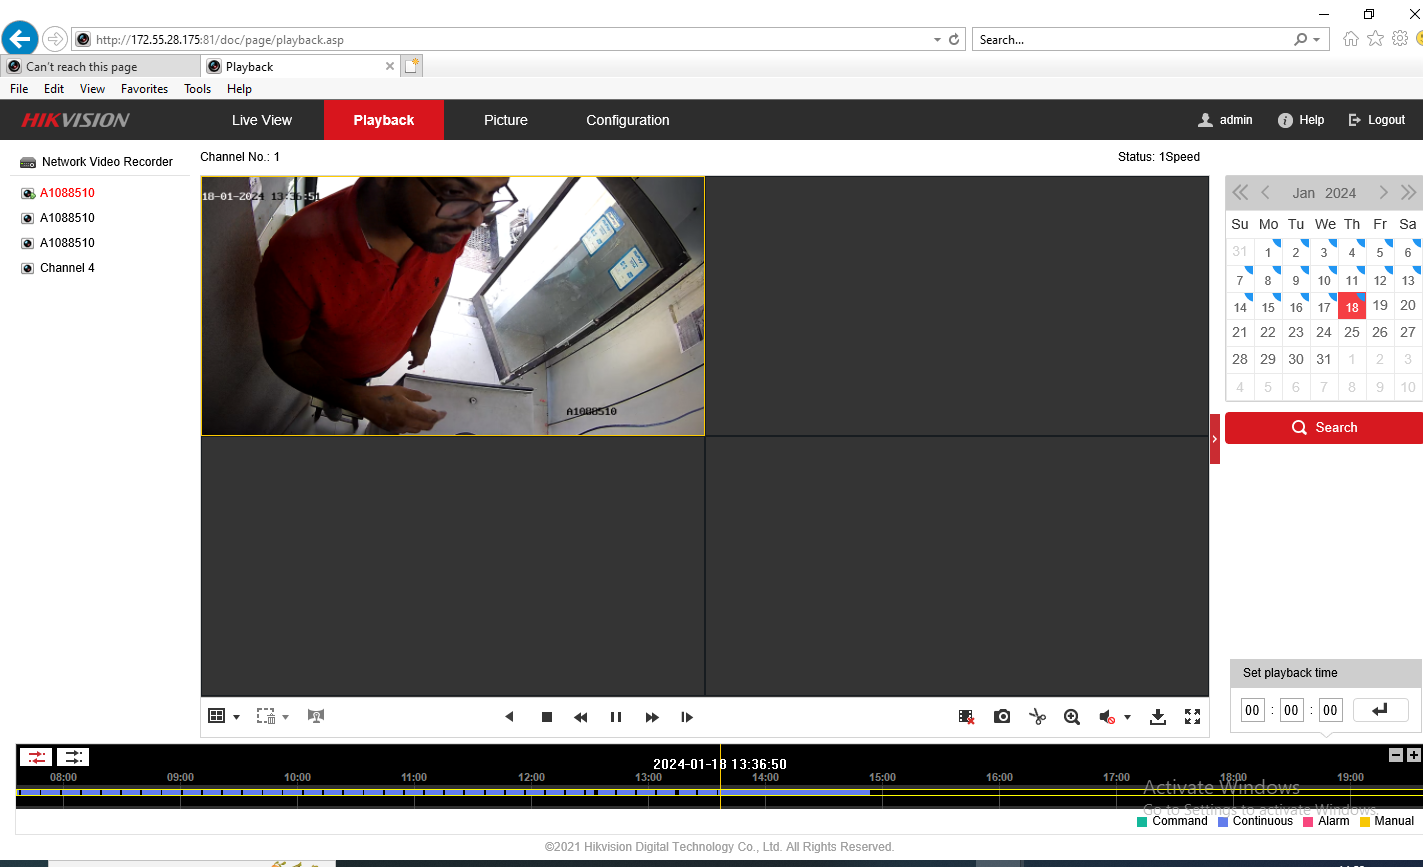 http://172.55.28.175:81/doc/page/playback.asp
Search...
Can't reach this page
Playback
File Edit View Favorites Tools Help
HIKVISION
Live View
Playback
Picture
Configuration
admin
Help
Logout
Network Video Recorder
A1088510
A1088510
A1088510
Channel 4
Channel No.: 1
Status: 1Speed
18-01-2024 13:36:51
A1088510
Jan 2024
Su Mo Tu We Th Fr Sa
31 1 2 3 4 5 6
7 8 9 10 11 12 13
14 15 16 17 18 19 20
21 22 23 24 25 26 27
28 29 30 31 1 2 3
4 5 6 7 8 9 10
Search
Set playback time
00 : 00 : 00
2024-01-18 13:36:50
08:00 09:00 10:00 11:00 12:00 13:00 14:00 15:00 16:00 17:00 18:00 19:00
Activate Windows
Go to Settings to activate Windows.
Command Continuous Alarm Manual
©2021 Hikvision Digital Technology Co., Ltd. All Rights Reserved.